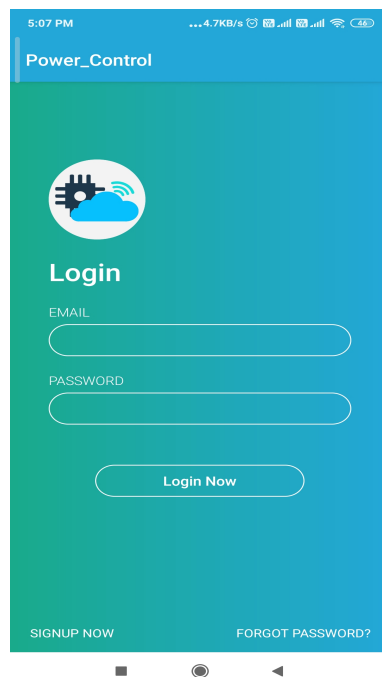 5:07 PM ...4.7KB/s 46
Power_Control
Login
EMAIL
PASSWORD
Login Now
SIGNUP NOW FORGOT PASSWORD?